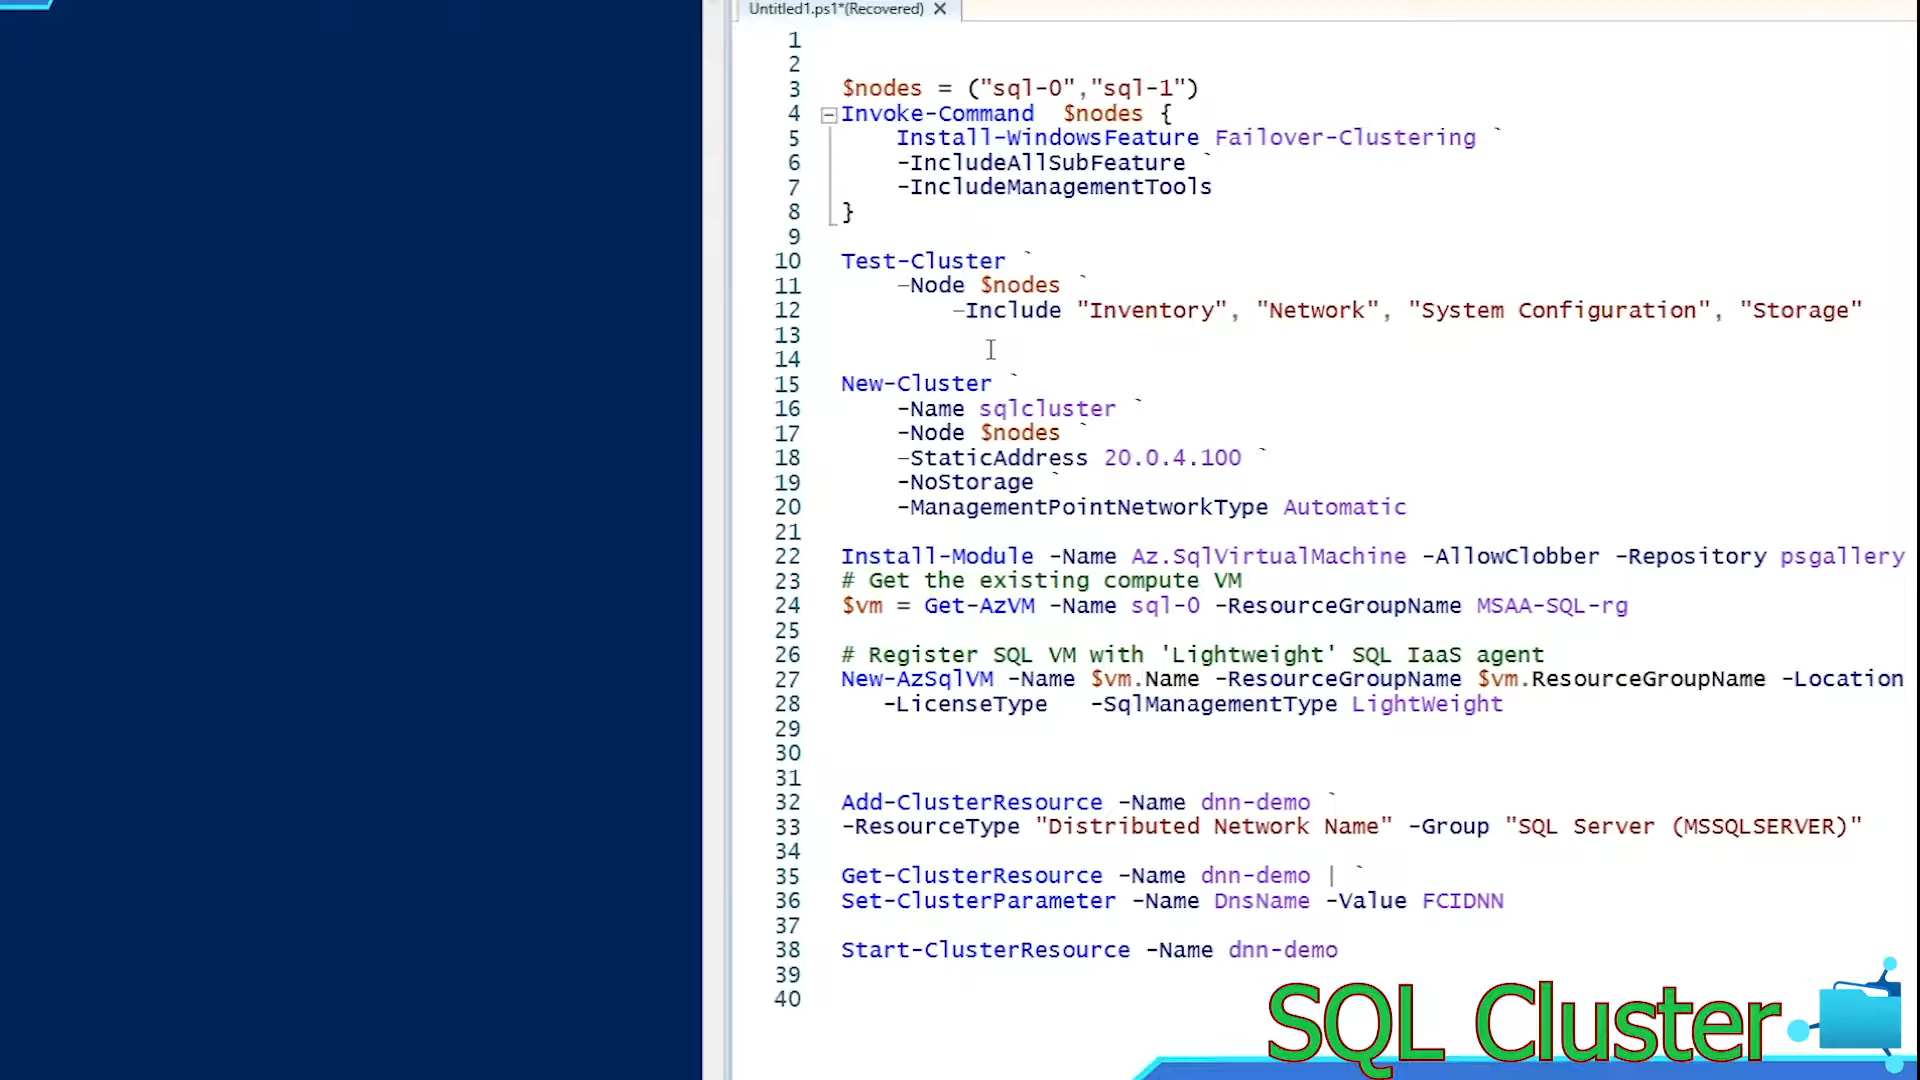 Untitled1.ps1*(Recovered) X
1
2
3 $nodes = ("sql-0","sql-1")
4 Invoke-Command  $nodes {
5     Install-WindowsFeature Failover-Clustering `
6     -IncludeAllSubFeature `
7     -IncludeManagementTools
8 }
9
10 Test-Cluster `
11     –Node $nodes `
12         –Include "Inventory", "Network", "System Configuration", "Storage"
13
14
15 New-Cluster `
16     -Name sqlcluster `
17     -Node $nodes `
18     –StaticAddress 20.0.4.100 `
19     -NoStorage `
20     -ManagementPointNetworkType Automatic
21
22 Install-Module -Name Az.SqlVirtualMachine -AllowClobber -Repository psgallery
23 # Get the existing compute VM
24 $vm = Get-AzVM -Name sql-0 -ResourceGroupName MSAA-SQL-rg
25
26 # Register SQL VM with 'Lightweight' SQL IaaS agent
27 New-AzSqlVM -Name $vm.Name -ResourceGroupName $vm.ResourceGroupName -Location
28    -LicenseType   -SqlManagementType LightWeight
29
30
31
32 Add-ClusterResource -Name dnn-demo `
33 -ResourceType "Distributed Network Name" -Group "SQL Server (MSSQLSERVER)"
34
35 Get-ClusterResource -Name dnn-demo | `
36 Set-ClusterParameter -Name DnsName -Value FCIDNN
37
38 Start-ClusterResource -Name dnn-demo
39
40
SQL Cluster